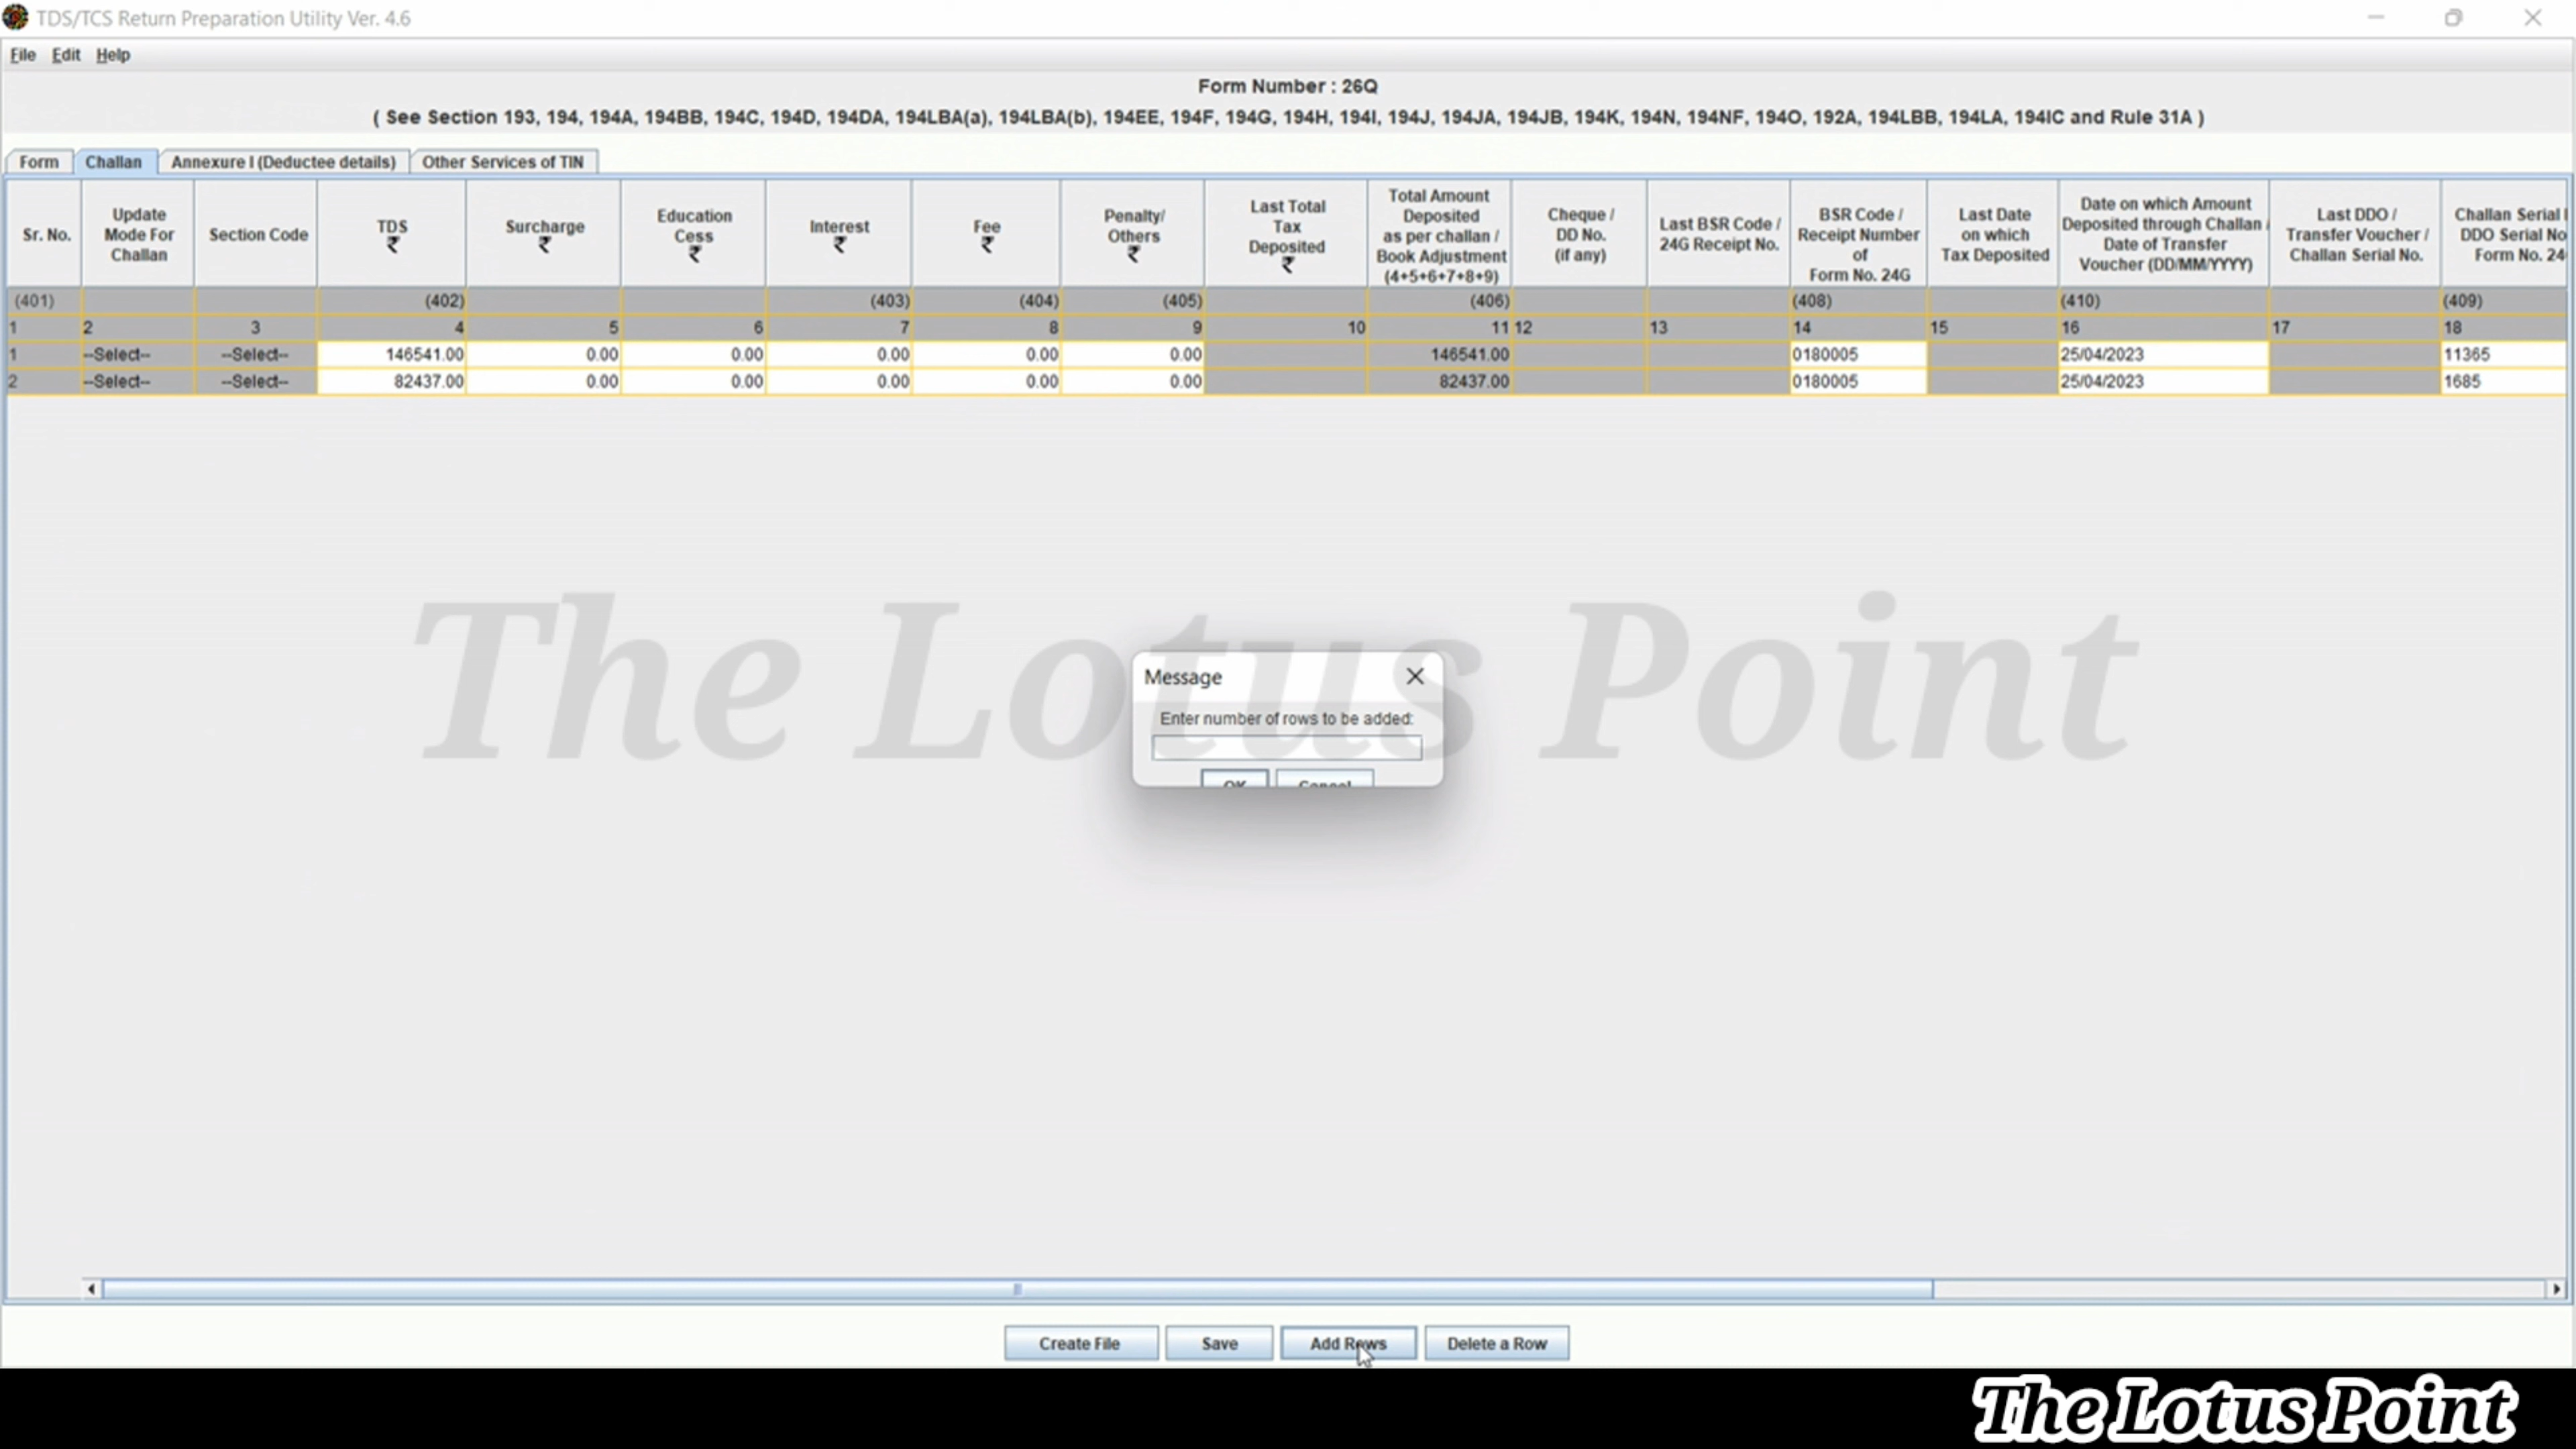 TDS/TCS Return Preparation Utility Ver. 4.6
File Edit Help
Form Number : 26Q
( See Section 193, 194, 194A, 194BB, 194C, 194D, 194DA, 194LBA(a), 194LBA(b), 194EE, 194F, 194G, 194H, 194I, 194J, 194JA, 194JB, 194K, 194N, 194NF, 194O, 192A, 194LBB, 194LA, 194IC and Rule 31A )
Form Challan Annexure I (Deductee details) Other Services of TIN
Sr. No.
Update
Mode For
Challan
Section Code
TDS
₹
Surcharge
₹
Education
Cess
₹
Interest
₹
Fee
₹
Penalty/
Others
₹
Last Total
Tax
Deposited
₹
Total Amount
Deposited
as per challan /
Book Adjustment
(4+5+6+7+8+9)
Cheque /
DD No.
(if any)
Last BSR Code /
24G Receipt No.
BSR Code /
Receipt Number
of
Form No. 24G
Last Date
on which
Tax Deposited
Date on which Amount
Deposited through Challan /
Date of Transfer
Voucher (DD/MM/YYYY)
Last DDO /
Transfer Voucher /
Challan Serial No.
Challan Serial
DDO Serial No
Form No. 24
(401) (402) (403) (404) (405) (406) (408) (410) (409)
1 2 3 4 5 6 7 8 9 10 11 12 13 14 15 16 17 18
1 --Select-- --Select-- 146541.00 0.00 0.00 0.00 0.00 0.00 146541.00 0180005 25/04/2023 11365
2 --Select-- --Select-- 82437.00 0.00 0.00 0.00 0.00 0.00 82437.00 0180005 25/04/2023 1685
The Lotus Point
Message
Enter number of rows to be added:
OK Cancel
Create File Save Add Rows Delete a Row
The Lotus Point